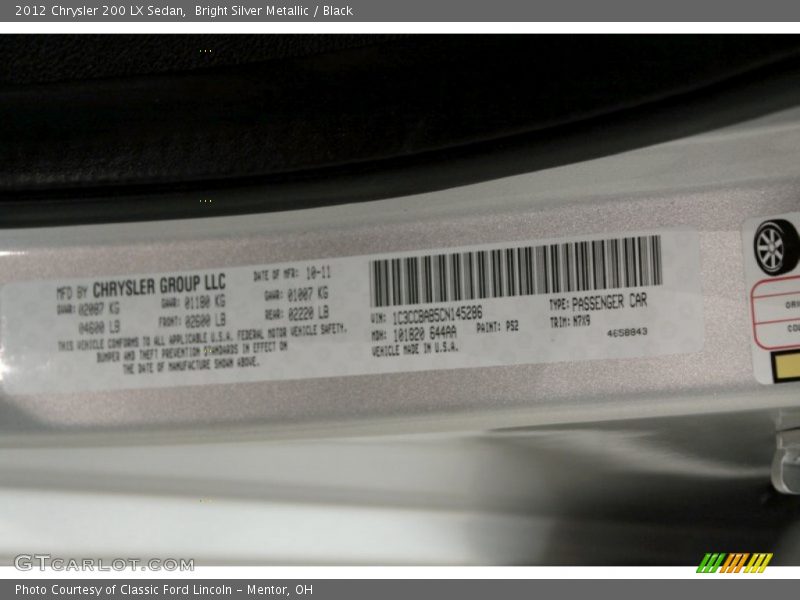 2012 Chrysler 200 LX Sedan,  Bright Silver Metallic / Black
MFD BY CHRYSLER GROUP LLC DATE OF MFR: 10-11
GVWR: 02087 KG GAWR: 01180 KG GAWR: 01007 KG
04600 LB FRONT: 02600 LB REAR: 02220 LB
THIS VEHICLE CONFORMS TO ALL APPLICABLE U.S.A. FEDERAL MOTOR VEHICLE SAFETY,
BUMPER AND THEFT PREVENTION STANDARDS IN EFFECT ON
THE DATE OF MANUFACTURE SHOWN ABOVE.
VIN: 1C3CCBAB5CN145286 TYPE: PASSENGER CAR
MDH: 101820 644AA PAINT: PS2 TRIM: N7X9
VEHICLE MADE IN U.S.A. 4658843
GTcarlot.com
Photo Courtesy of Classic Ford Lincoln - Mentor, OH